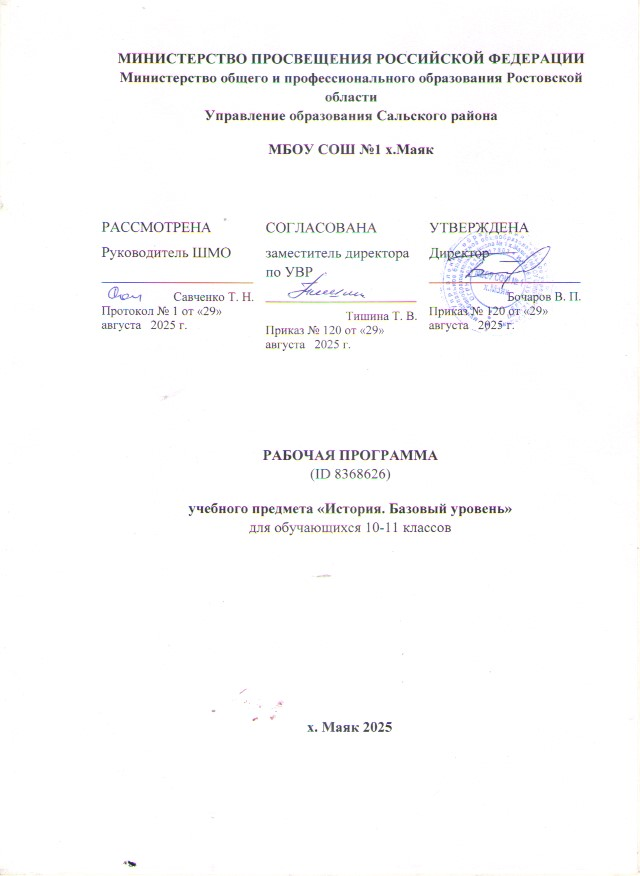 МИНИСТЕРСТВО ПРОСВЕЩЕНИЯ РОССИЙСКОЙ ФЕДЕРАЦИИ
Министерство общего и профессионального образования Ростовской
области
Управление образования Сальского района
МБОУ СОШ №1 х.Маяк
РАССМОТРЕНА
Руководитель ШМО
Савченко Т. Н.
Протокол № 1 от «29»
августа 2025 г.
СОГЛАСОВАНА
заместитель директора
по УВР
Тишина Т. В.
Приказ № 120 от «29»
августа 2025 г.
УТВЕРЖДЕНА
Директор
Бочаров В. П.
Приказ № 120 от «29»
августа 2025 г.
РАБОЧАЯ ПРОГРАММА
(ID 8368626)
учебного предмета «История. Базовый уровень»
для обучающихся 10-11 классов
х. Маяк 2025